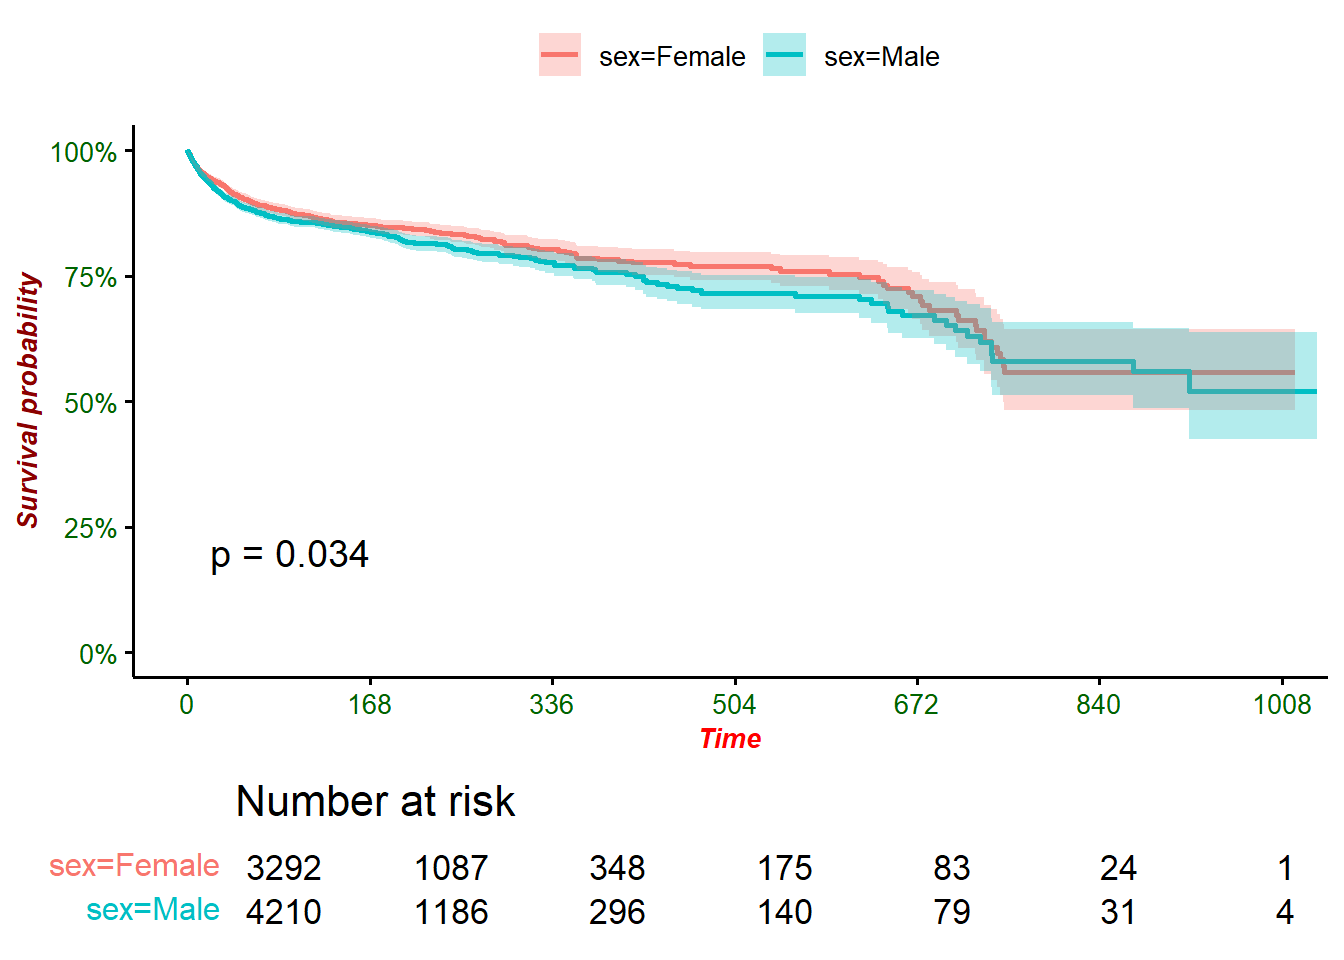 sex=Female sex=Male
100%
75%
50%
25%
0%
Survival probability
p = 0.034
0 168 336 504 672 840 1008
Time
Number at risk
sex=Female 3292 1087 348 175 83 24 1
sex=Male 4210 1186 296 140 79 31 4